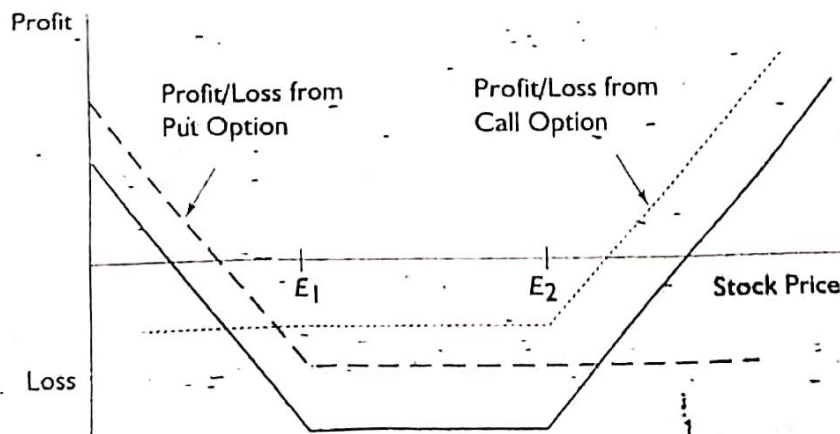 Profit
Profit/Loss from
Put Option
Profit/Loss from
Call Option
E1
E2
Stock Price
Loss